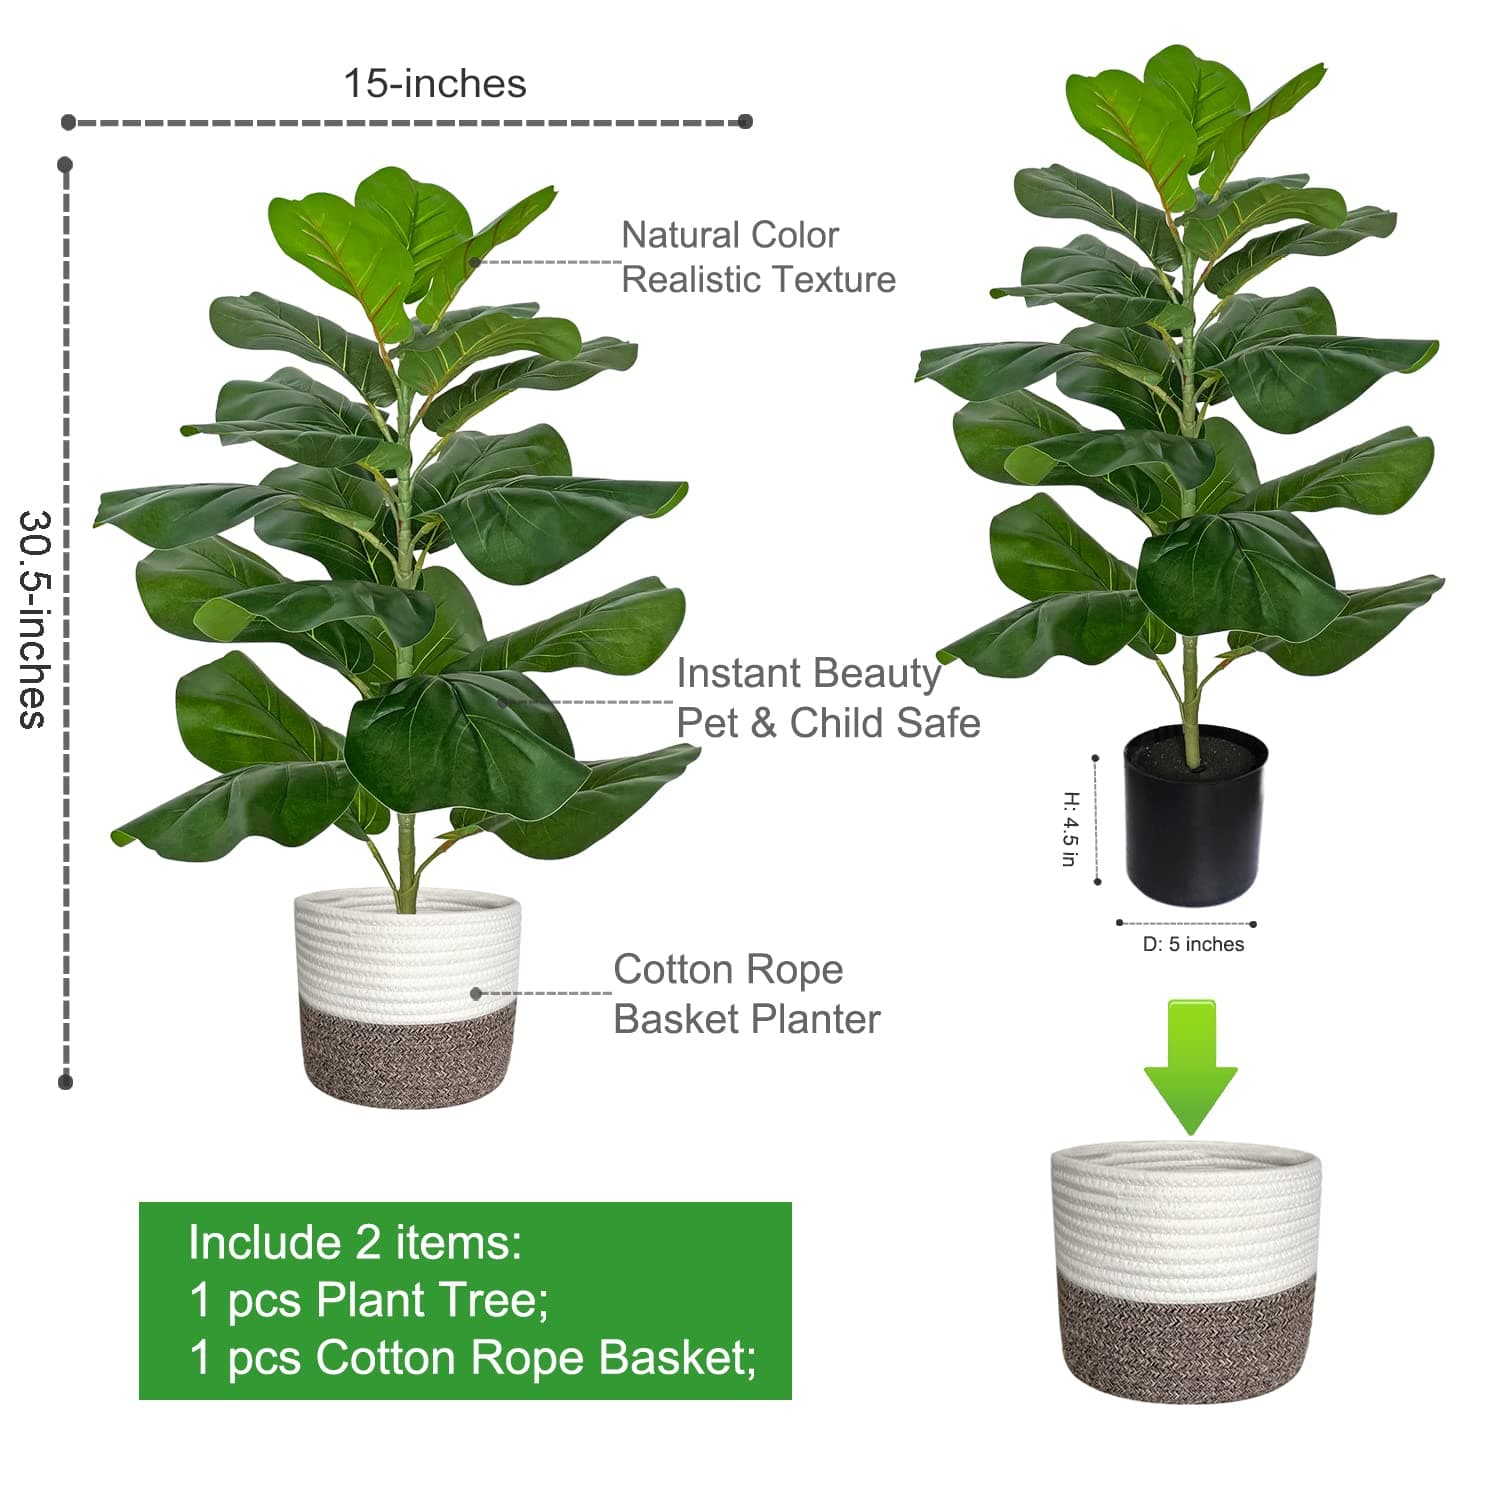 15-inches
30.5-inches
Natural Color
Realistic Texture
Instant Beauty
Pet & Child Safe
Cotton Rope
Basket Planter
H: 4.5 in
D: 5 inches
Include 2 items:
1 pcs Plant Tree;
1 pcs Cotton Rope Basket;